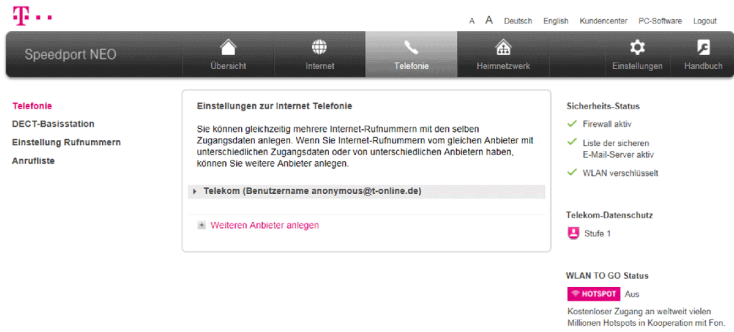 T
A A Deutsch English Kundencenter PC-Software Logout
Speedport NEO
Übersicht Internet Telefonie Heimnetzwerk Einstellungen Handbuch
Telefonie
DECT-Basisstation
Einstellung Rufnummern
Anrufliste
Einstellungen zur Internet Telefonie
Sie können gleichzeitig mehrere Internet-Rufnummern mit den selben
Zugangsdaten anlegen. Wenn Sie Internet-Rufnummern vom gleichen Anbieter mit
unterschiedlichen Zugangsdaten oder von unterschiedlichen Anbietern haben,
können Sie weitere Anbieter anlegen.
Telekom (Benutzername anonymous@t-online.de)
Weiteren Anbieter anlegen
Sicherheits-Status
Firewall aktiv
Liste der sicheren
E-Mail-Server aktiv
WLAN verschlüsselt
Telekom-Datenschutz
Stufe 1
WLAN TO GO Status
HOTSPOT Aus
Kostenloser Zugang an weltweit vielen
Millionen Hotspots in Kooperation mit Fon.